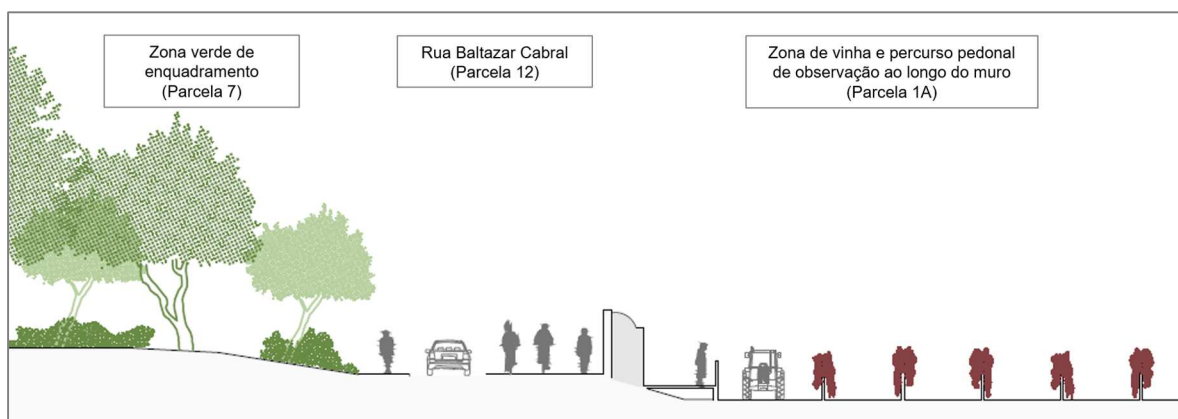 Zona verde de
enquadramento
(Parcela 7)
Rua Baltazar Cabral
(Parcela 12)
Zona de vinha e percurso pedonal
de observação ao longo do muro
(Parcela 1A)